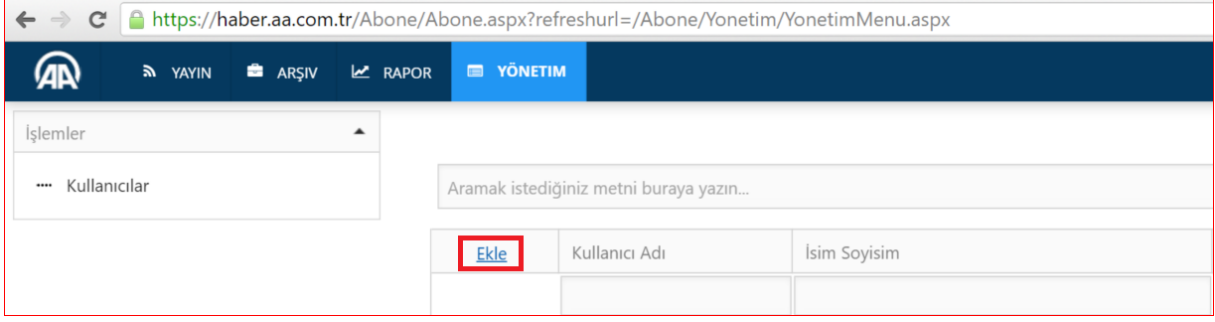 https://haber.aa.com.tr/Abone/Abone.aspx?refreshurl=/Abone/Yonetim/YonetimMenu.aspx
AA YAYIN ARŞIV RAPOR YÖNETIM
İşlemler
Kullanıcılar
Aramak istediğiniz metni buraya yazın...
Ekle Kullanıcı Adı İsim Soyisim